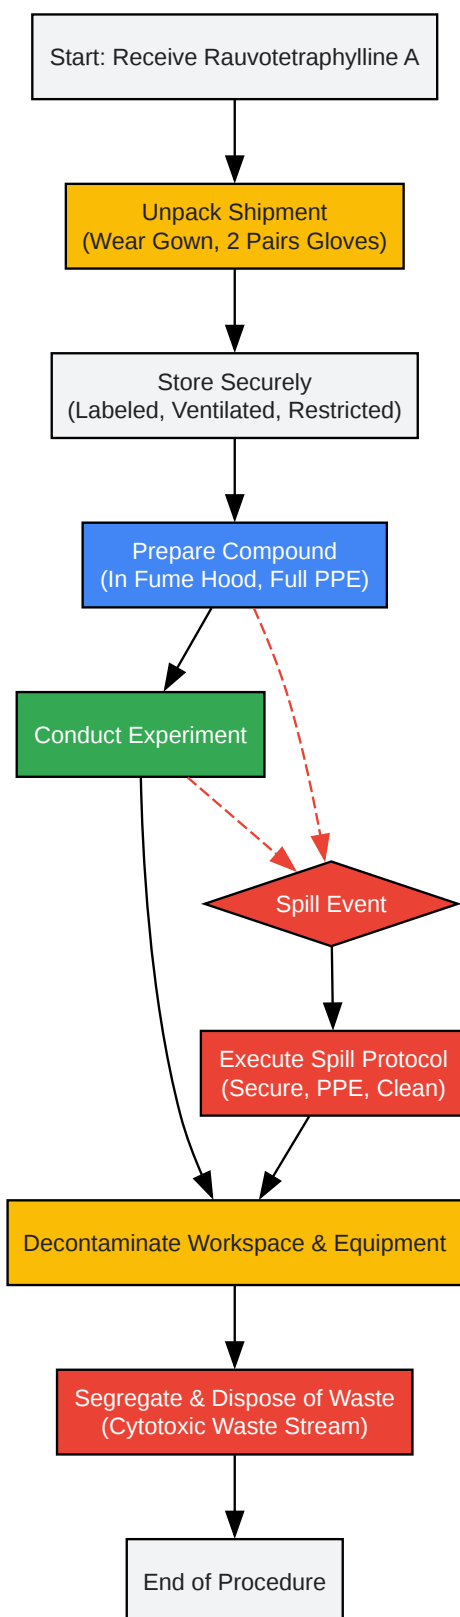 Start: Receive Rauvotetraphylline A
Unpack Shipment
(Wear Gown, 2 Pairs Gloves)
Store Securely
(Labeled, Ventilated, Restricted)
Prepare Compound
(In Fume Hood, Full PPE)
Conduct Experiment
Spill Event
Execute Spill Protocol
(Secure, PPE, Clean)
Decontaminate Workspace & Equipment
Segregate & Dispose of Waste
(Cytotoxic Waste Stream)
End of Procedure